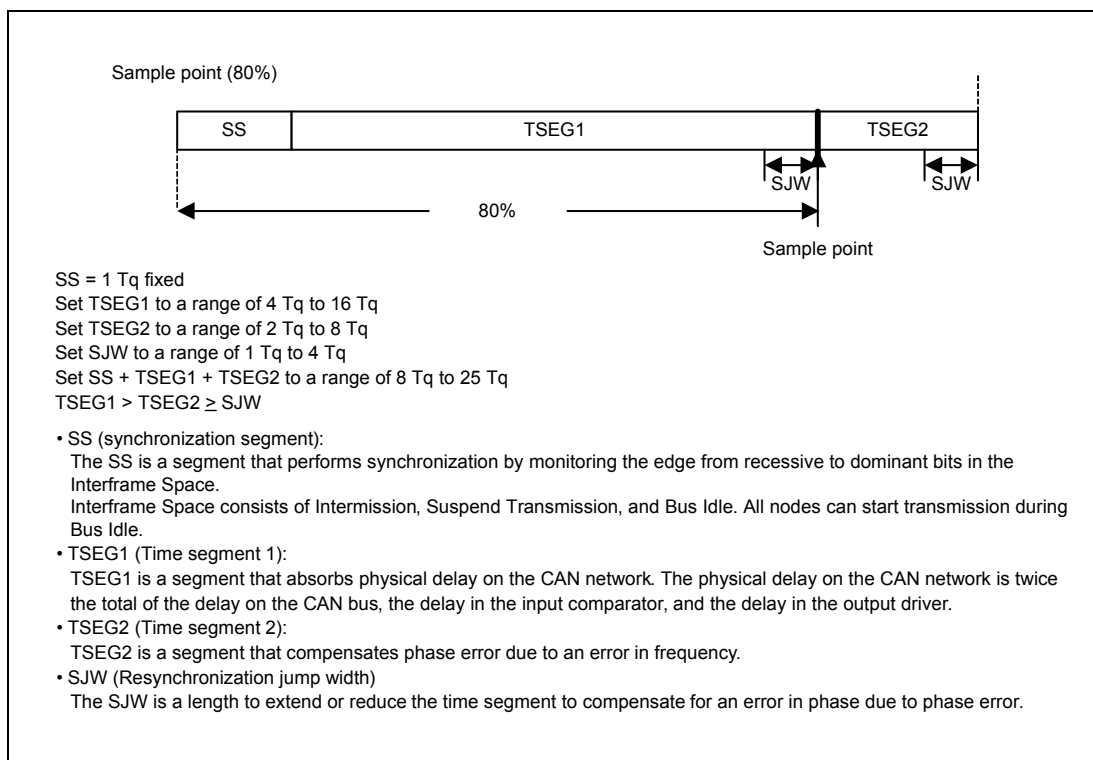 Sample point (80%)
SS TSEG1 TSEG2
SJW SJW
80%
Sample point
SS = 1 Tq fixed
Set TSEG1 to a range of 4 Tq to 16 Tq
Set TSEG2 to a range of 2 Tq to 8 Tq
Set SJW to a range of 1 Tq to 4 Tq
Set SS + TSEG1 + TSEG2 to a range of 8 Tq to 25 Tq
TSEG1 > TSEG2 ≥ SJW
• SS (synchronization segment):
The SS is a segment that performs synchronization by monitoring the edge from recessive to dominant bits in the
Interframe Space.
Interframe Space consists of Intermission, Suspend Transmission, and Bus Idle. All nodes can start transmission during
Bus Idle.
• TSEG1 (Time segment 1):
TSEG1 is a segment that absorbs physical delay on the CAN network. The physical delay on the CAN network is twice
the total of the delay on the CAN bus, the delay in the input comparator, and the delay in the output driver.
• TSEG2 (Time segment 2):
TSEG2 is a segment that compensates phase error due to an error in frequency.
• SJW (Resynchronization jump width)
The SJW is a length to extend or reduce the time segment to compensate for an error in phase due to phase error.